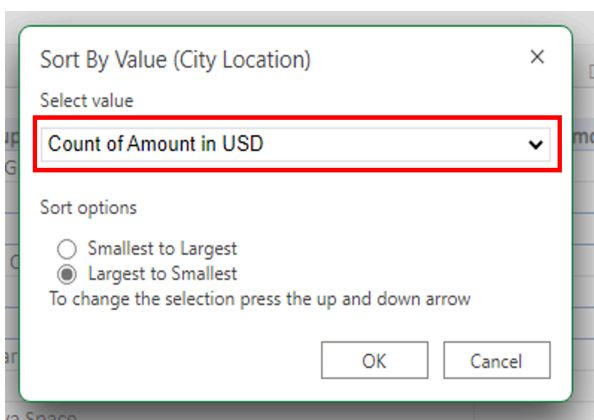 Sort By Value (City Location)
Select value
Count of Amount in USD
Sort options
Smallest to Largest
Largest to Smallest
To change the selection press the up and down arrow
OK
Cancel